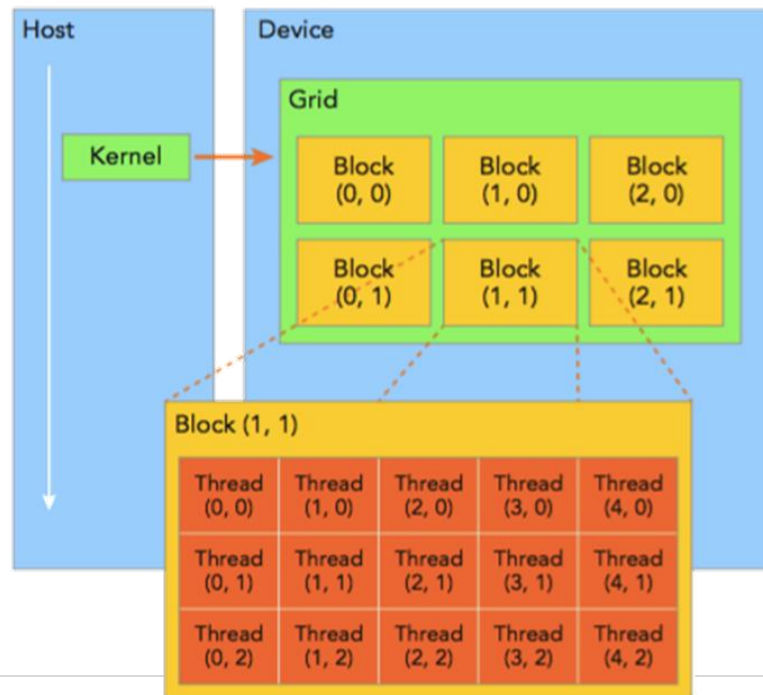 Host
Device
Grid
Kernel
Block
(0, 0)
Block
(1, 0)
Block
(2, 0)
Block
(0, 1)
Block
(1, 1)
Block
(2, 1)
Block (1, 1)
Thread
(0, 0)
Thread
(1, 0)
Thread
(2, 0)
Thread
(3, 0)
Thread
(4, 0)
Thread
(0, 1)
Thread
(1, 1)
Thread
(2, 1)
Thread
(3, 1)
Thread
(4, 1)
Thread
(0, 2)
Thread
(1, 2)
Thread
(2, 2)
Thread
(3, 2)
Thread
(4, 2)